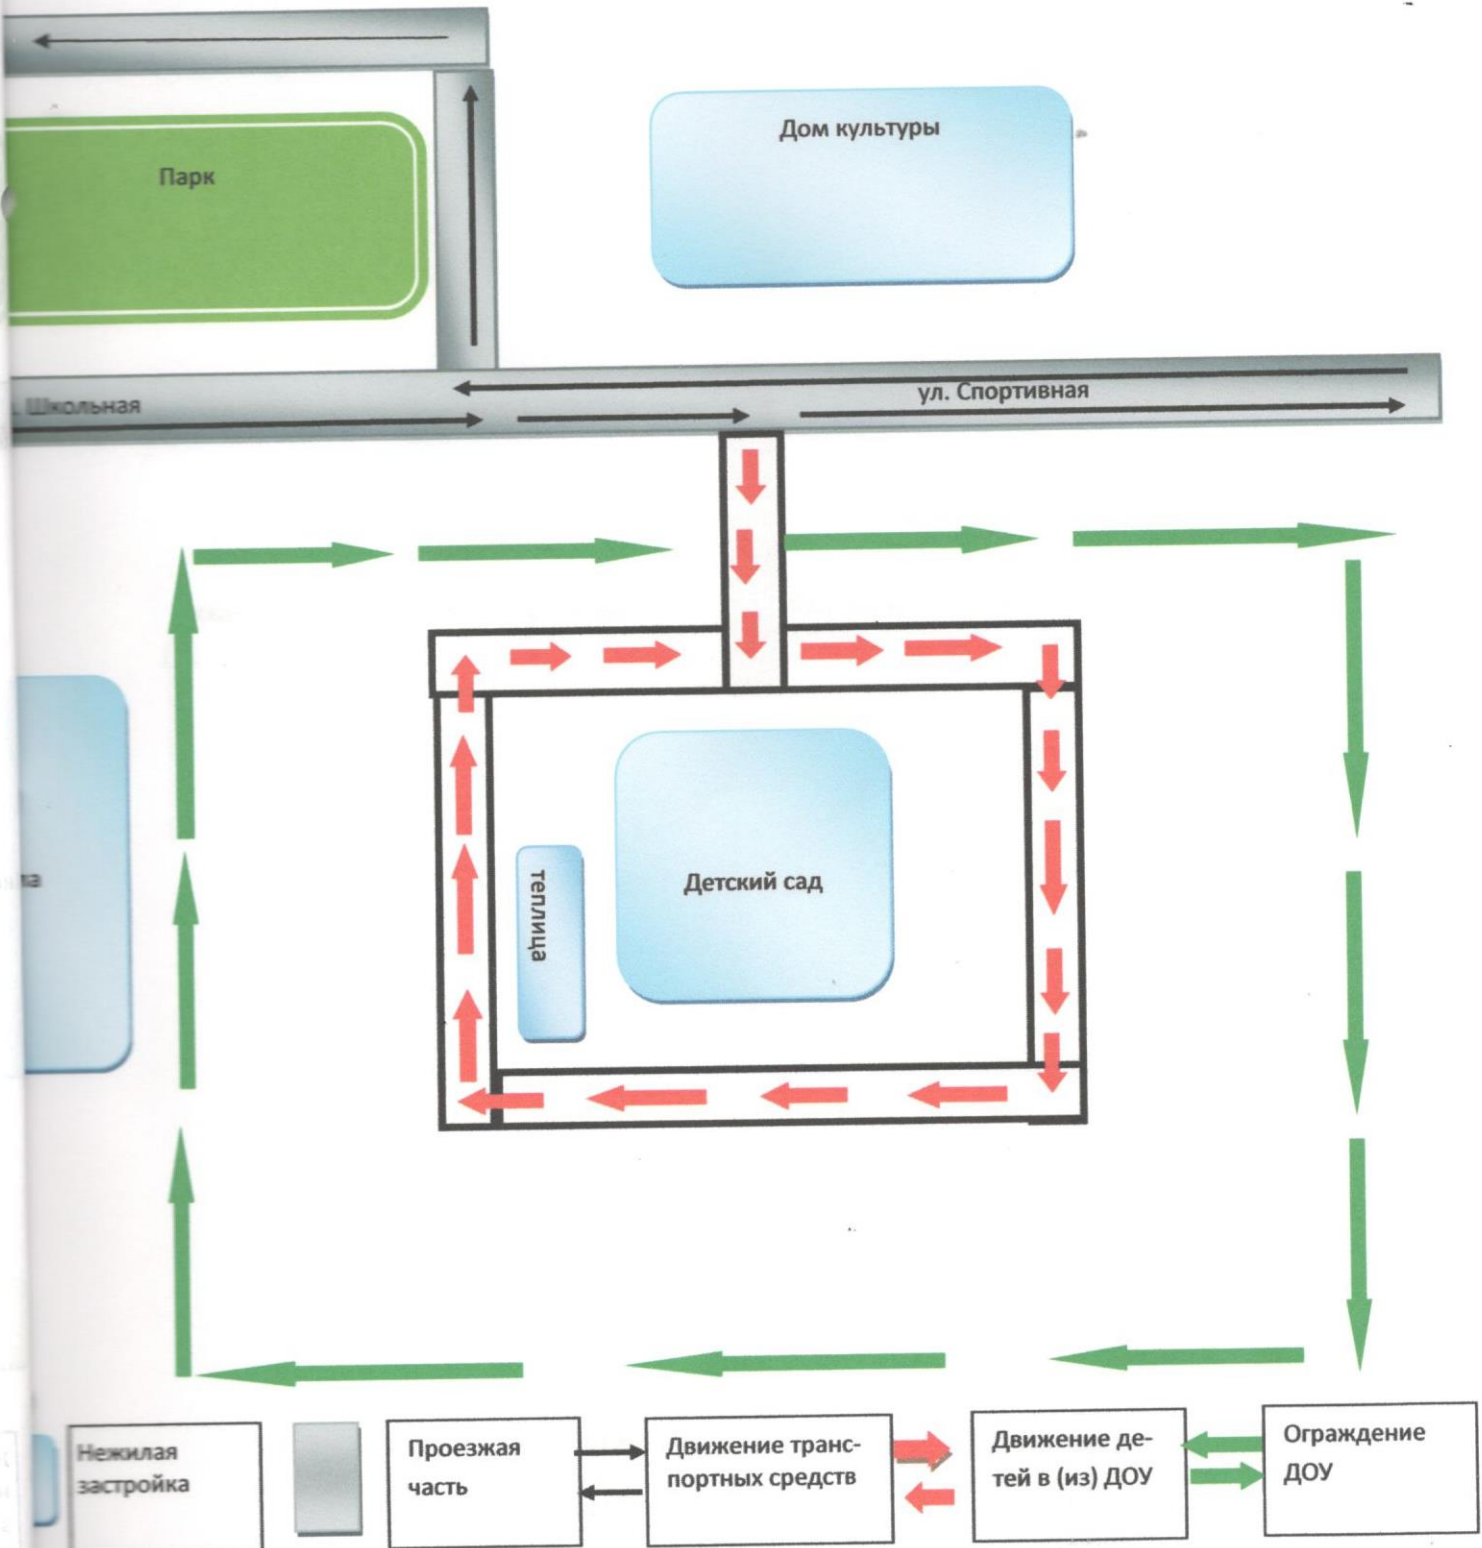 Дом культуры
Парк
Школьная
ул. Спортивная
Детский сад
теплица
Нежилая
застройка
Проезжая
часть
Движение транс-
портных средств
Движение де-
тей в (из) ДОУ
Ограждение
ДОУ